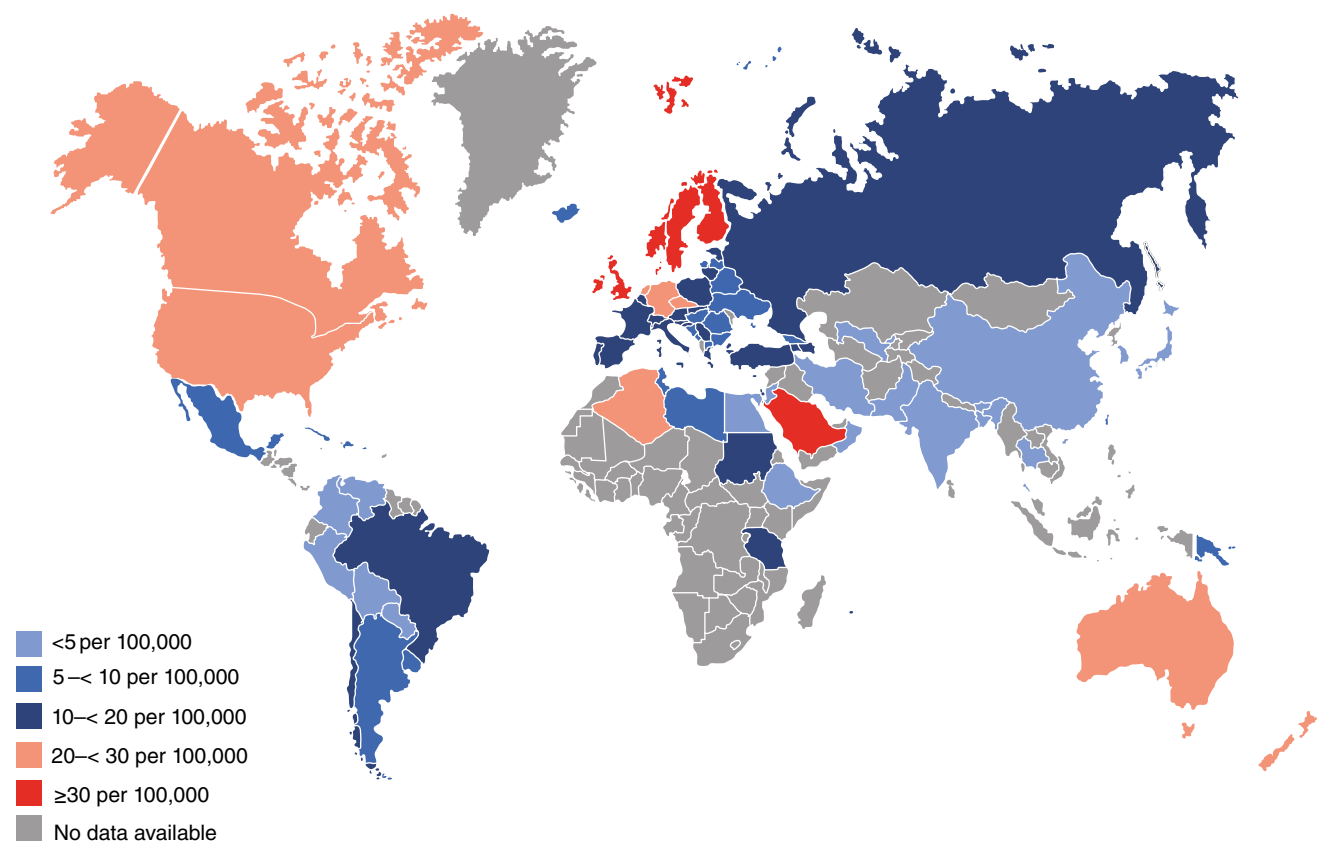 <5 per 100,000
5–< 10 per 100,000
10–< 20 per 100,000
20–< 30 per 100,000
≥30 per 100,000
No data available